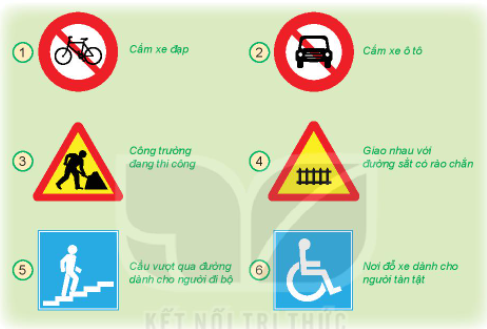 1 Cấm xe đạp
2 Cấm xe ô tô
3 Công trường
đang thi công
4 Giao nhau với
đường sắt có rào chắn
5 Cầu vượt qua đường
dành cho người đi bộ
6 Nơi đỗ xe dành cho
người tàn tật
KẾT NỐI TRI THỨC